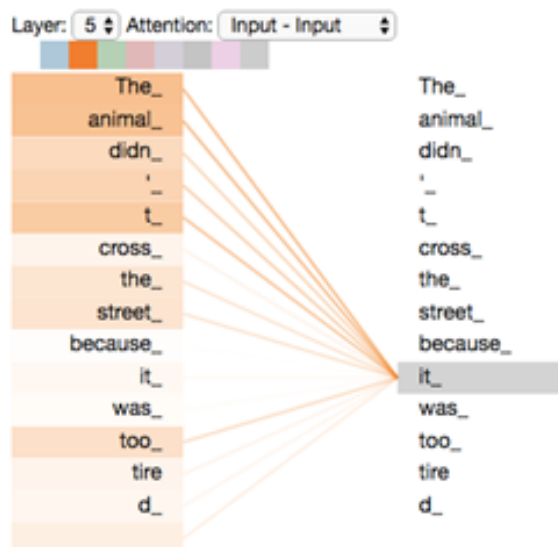 Layer: 5 Attention: Input - Input
The_ The_
animal_ animal_
didn_ didn_
'_ '_
t_ t_
cross_ cross_
the_ the_
street_ street_
because_ because_
it_ it_
was_ was_
too_ too_
tire tire
d_ d_